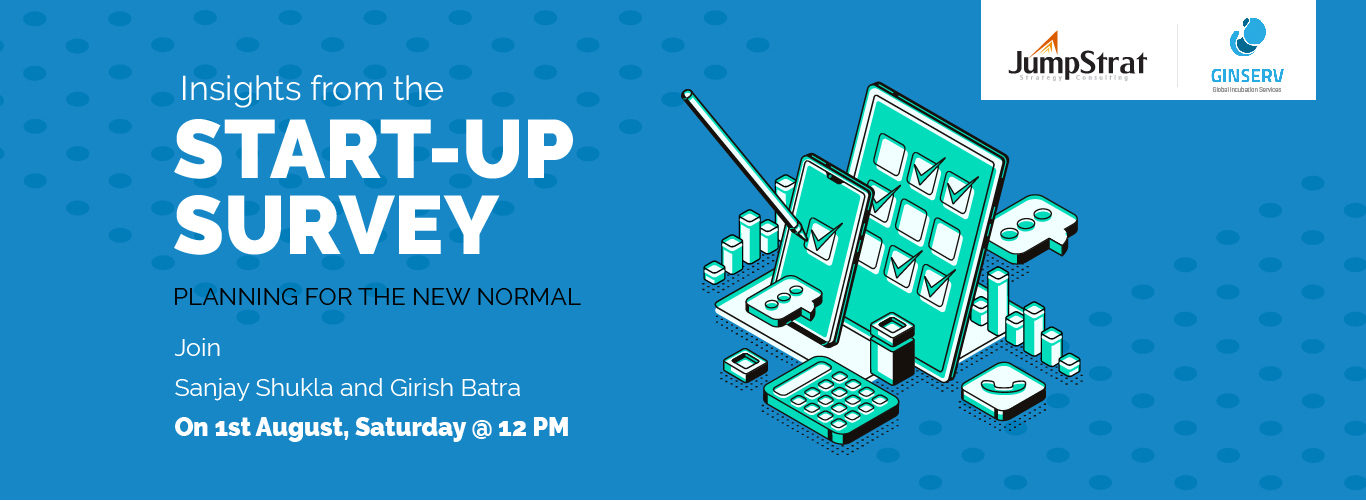 Insights from the
START-UP
SURVEY
PLANNING FOR THE NEW NORMAL
Join
Sanjay Shukla and Girish Batra
On 1st August, Saturday @ 12 PM
JumpStrat
Strategy Consulting
GINSERV
Global Incubation Services